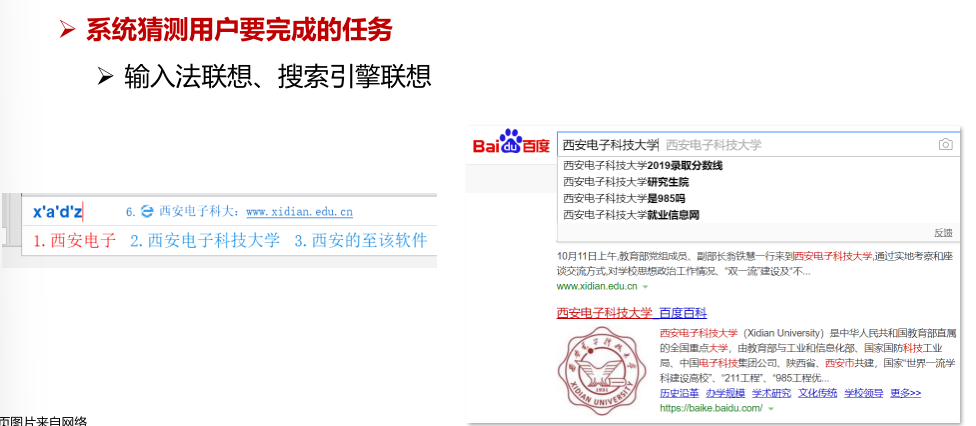 系统猜测用户要完成的任务
输入法联想、搜索引擎联想
x'a'd'z 6. 西安电子科大: www.xidian.edu.cn
1.西安电子 2.西安电子科技大学 3.西安的至该软件
Bai du 百度 西安电子科技大学 西安电子科技大学
西安电子科技大学2019录取分数线
西安电子科技大学研究生院
西安电子科技大学是985吗
西安电子科技大学就业信息网
反馈
10月11日上午,教育部党组成员、副部长翁铁慧一行来到西安电子科技大学,通过实地考察和座
谈交流方式,对学校思想政治工作情况、“双一流”建设及“不...
www.xidian.edu.cn
西安电子科技大学_百度百科
西安电子科技大学（Xidian University）是中华人民共和国教育部直属
的全国重点大学，由教育部与工业和信息化部、国家国防科技工业
局、中国电子科技集团公司、陕西省、西安市共建，国家“世界一流学
科建设高校”、“211工程”、“985工程优...
历史沿革 办学规模 学术研究 文化传统 学校领导 更多>>
https://baike.baidu.com/
XIDIAN UNIVERSITY
页图片来自网络